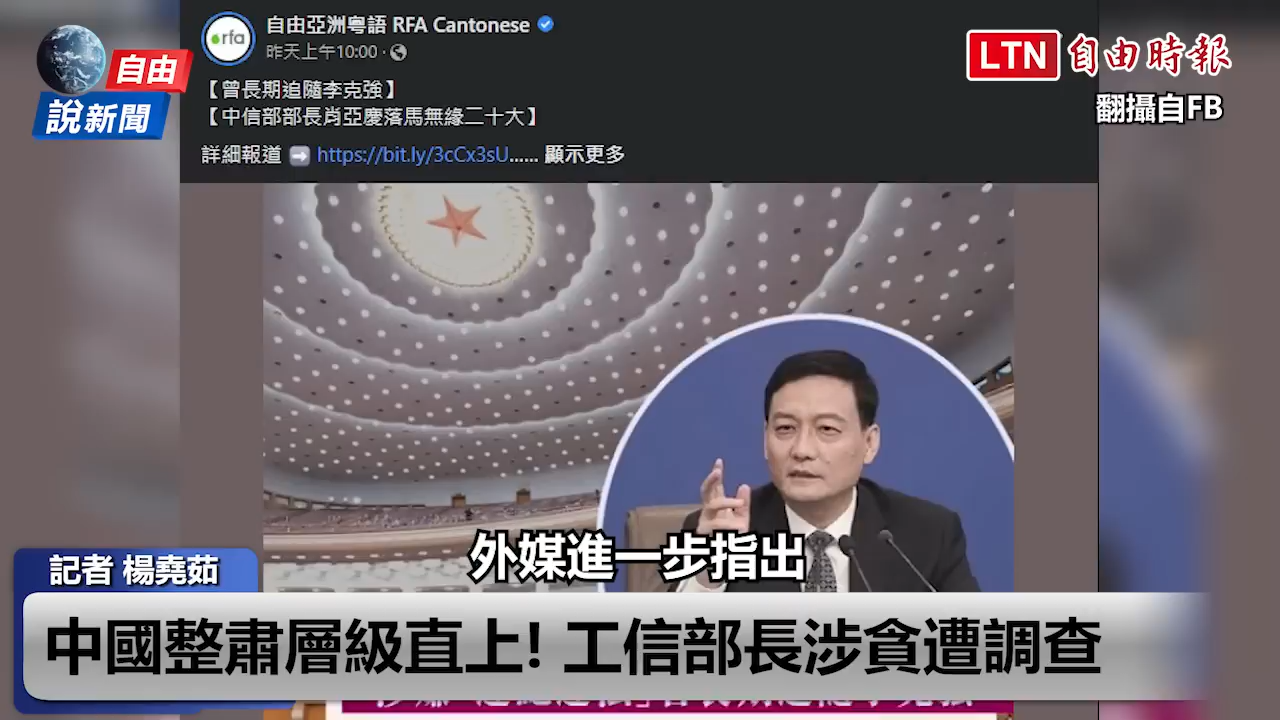 自由
說新聞
rfa
自由亞洲粵語 RFA Cantonese
昨天上午10:00
【曾長期追隨李克強】
【中信部部長肖亞慶落馬無緣二十大】
詳細報道 ➡ https://bit.ly/3cCx3sU...... 顯示更多
LTN 自由時報
翻攝自FB
外媒進一步指出
記者 楊堯茹
中國整肅層級直上! 工信部長涉貪遭調查